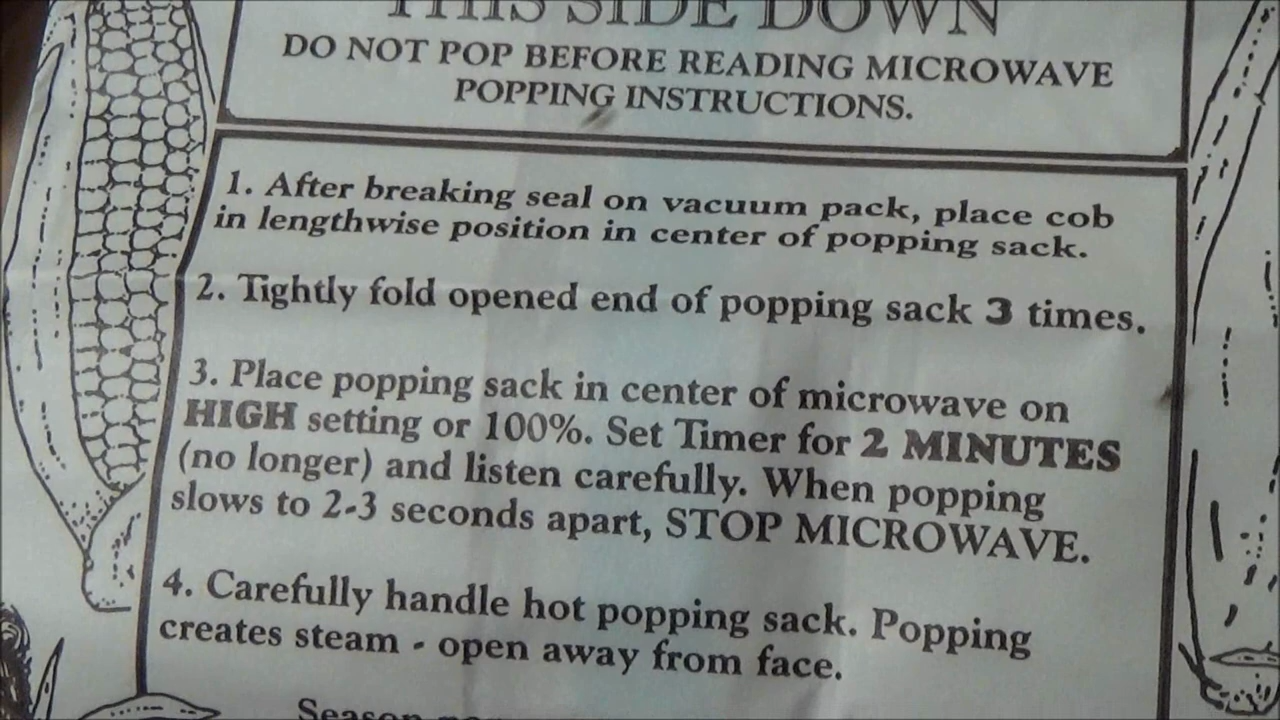 THIS SIDE DOWN
DO NOT POP BEFORE READING MICROWAVE
POPPING INSTRUCTIONS.
1. After breaking seal on vacuum pack, place cob
in lengthwise position in center of popping sack.
2. Tightly fold opened end of popping sack 3 times.
3. Place popping sack in center of microwave on
HIGH setting or 100%. Set Timer for 2 MINUTES
(no longer) and listen carefully. When popping
slows to 2-3 seconds apart, STOP MICROWAVE.
4. Carefully handle hot popping sack. Popping
creates steam - open away from face.
Season